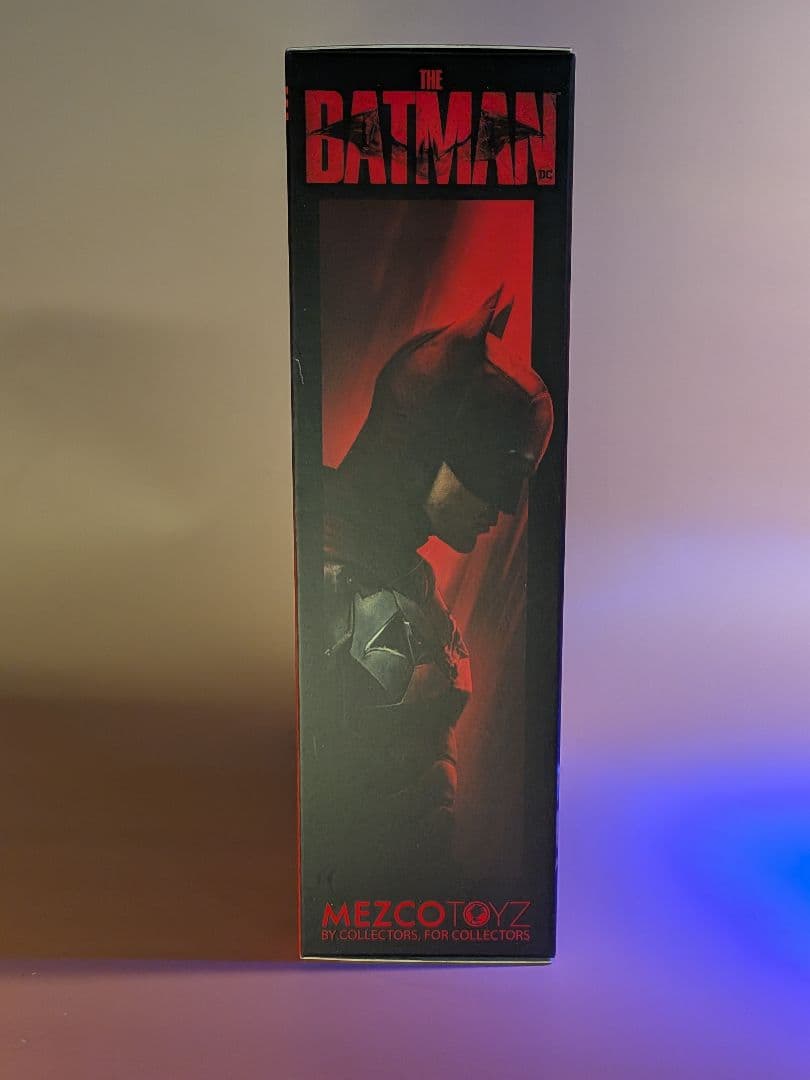 THE
BATMAN
DC
MEZCOTOYZ
BY COLLECTORS, FOR COLLECTORS